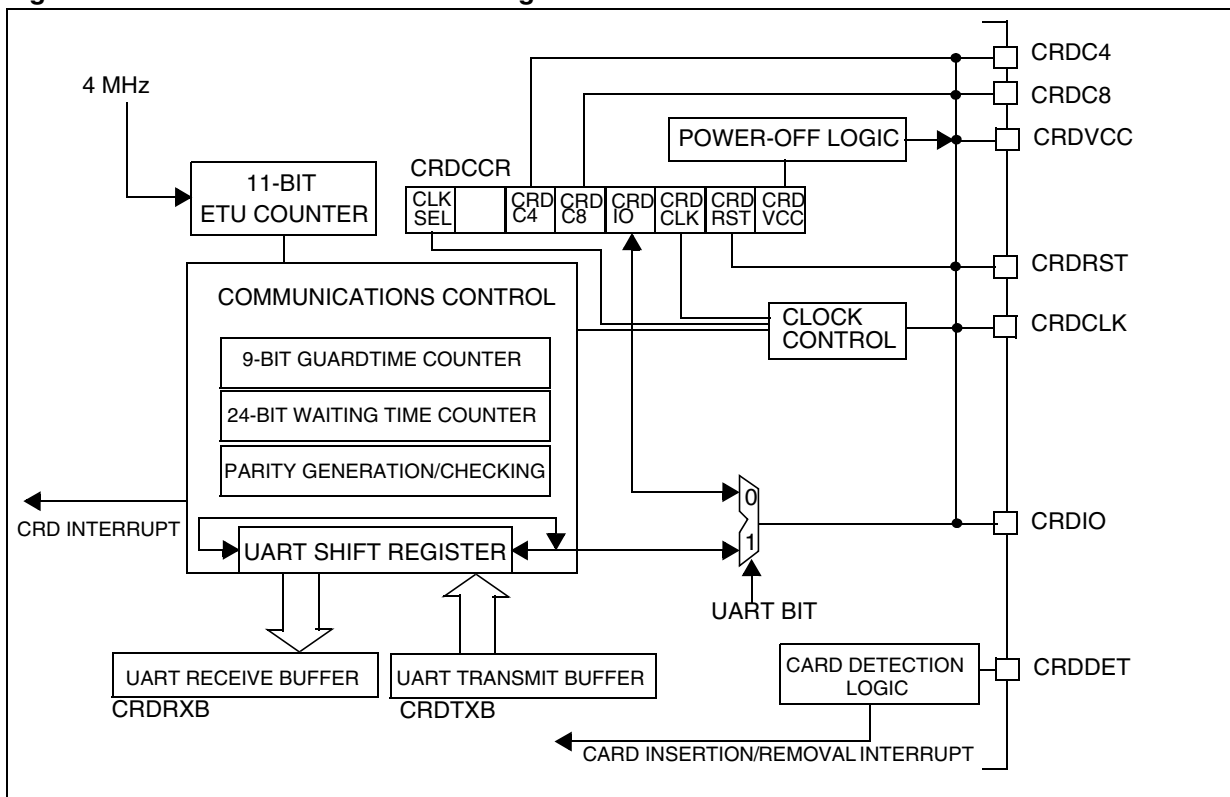 4 MHz
11-BIT
ETU COUNTER
CRDCCR
CLK
SEL
CRD
C4
CRD
C8
CRD
IO
CRD
CLK
CRD
RST
CRD
VCC
POWER-OFF LOGIC
CRDC4
CRDC8
CRDVCC
CRDRST
CRDCLK
COMMUNICATIONS CONTROL
9-BIT GUARDTIME COUNTER
24-BIT WAITING TIME COUNTER
PARITY GENERATION/CHECKING
CLOCK
CONTROL
CRD INTERRUPT
UART SHIFT REGISTER
0
1
UART BIT
CRDIO
UART RECEIVE BUFFER
CRDRXB
UART TRANSMIT BUFFER
CRDTXB
CARD DETECTION
LOGIC
CRDDET
CARD INSERTION/REMOVAL INTERRUPT